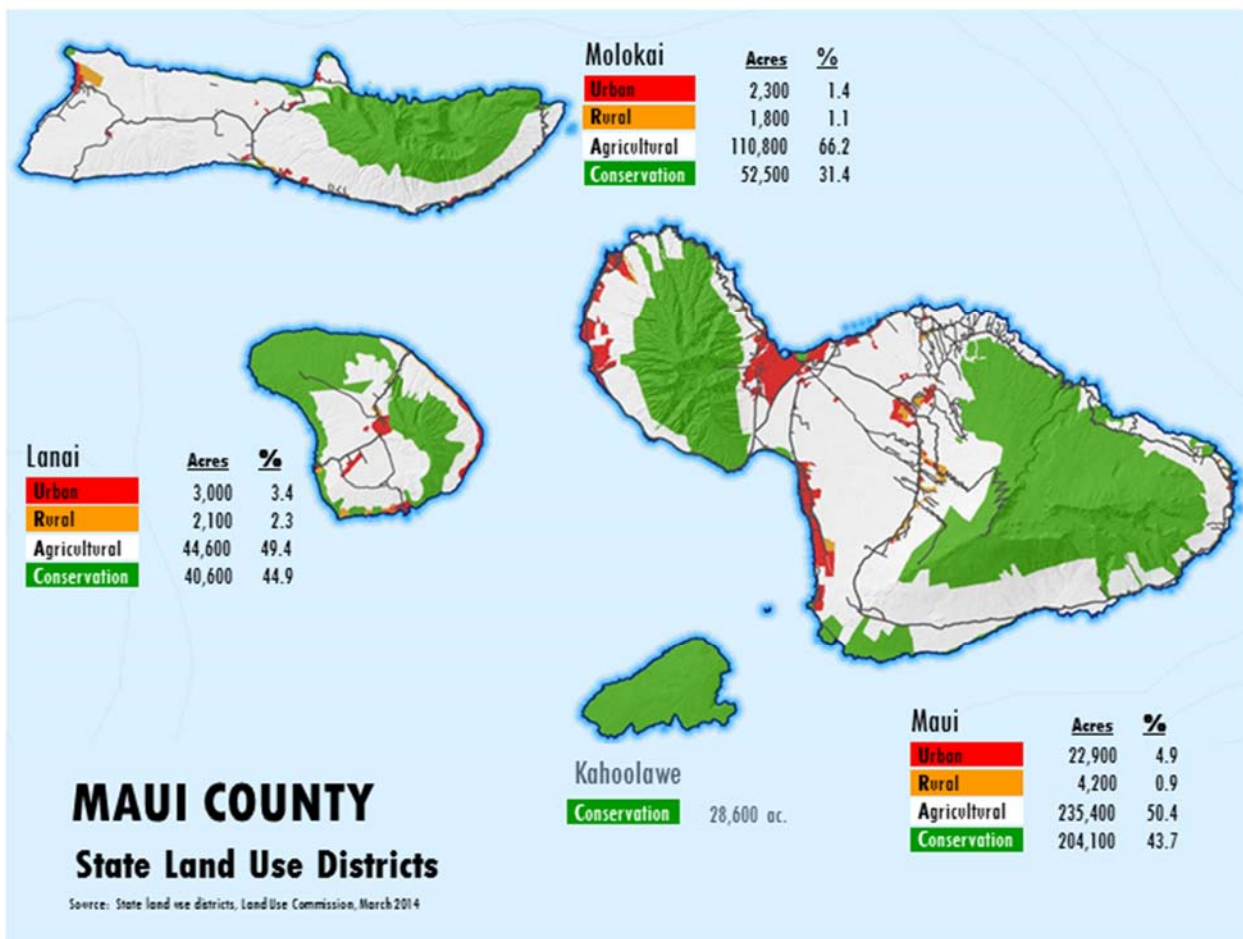 Molokai Acres %
Urban 2,300 1.4
Rural 1,800 1.1
Agricultural 110,800 66.2
Conservation 52,500 31.4
Lanai Acres %
Urban 3,000 3.4
Rural 2,100 2.3
Agricultural 44,600 49.4
Conservation 40,600 44.9
Kahoolawe
Conservation 28,600 ac.
Maui Acres %
Urban 22,900 4.9
Rural 4,200 0.9
Agricultural 235,400 50.4
Conservation 204,100 43.7
MAUI COUNTY
State Land Use Districts
Source: State land use districts, Land Use Commission, March 2014